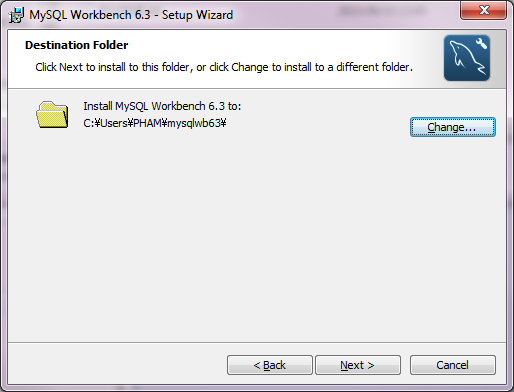 MySQL Workbench 6.3 - Setup Wizard
Destination Folder
Click Next to install to this folder, or click Change to install to a different folder.
Install MySQL Workbench 6.3 to:
C:¥Users¥PHAM¥mysqlwb63¥
Change...
< Back
Next >
Cancel